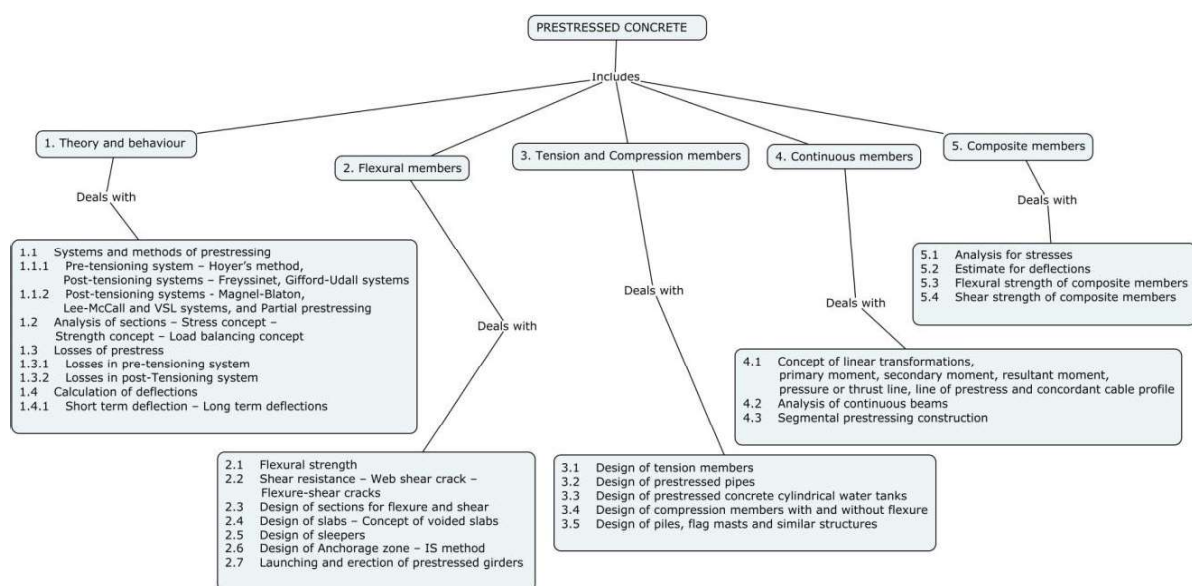 PRESTRESSED CONCRETE
Includes
1. Theory and behaviour
2. Flexural members
3. Tension and Compression members
4. Continuous members
5. Composite members
Deals with
1.1 Systems and methods of prestressing
1.1.1 Pre-tensioning system – Hoyer's method,
Post-tensioning systems – Freyssinet, Gifford-Udall systems
1.1.2 Post-tensioning systems - Magnel-Blaton,
Lee-McCall and VSL systems, and Partial prestressing
1.2 Analysis of sections – Stress concept –
Strength concept – Load balancing concept
1.3 Losses of prestress
1.3.1 Losses in pre-tensioning system
1.3.2 Losses in post-Tensioning system
1.4 Calculation of deflections
1.4.1 Short term deflection – Long term deflections
Deals with
2.1 Flexural strength
2.2 Shear resistance – Web shear crack –
Flexure-shear cracks
2.3 Design of sections for flexure and shear
2.4 Design of slabs – Concept of voided slabs
2.5 Design of sleepers
2.6 Design of Anchorage zone – IS method
2.7 Launching and erection of prestressed girders
Deals with
3.1 Design of tension members
3.2 Design of prestressed pipes
3.3 Design of prestressed concrete cylindrical water tanks
3.4 Design of compression members with and without flexure
3.5 Design of piles, flag masts and similar structures
Deals with
4.1 Concept of linear transformations,
primary moment, secondary moment, resultant moment,
pressure or thrust line, line of prestress and concordant cable profile
4.2 Analysis of continuous beams
4.3 Segmental prestressing construction
Deals with
5.1 Analysis for stresses
5.2 Estimate for deflections
5.3 Flexural strength of composite members
5.4 Shear strength of composite members